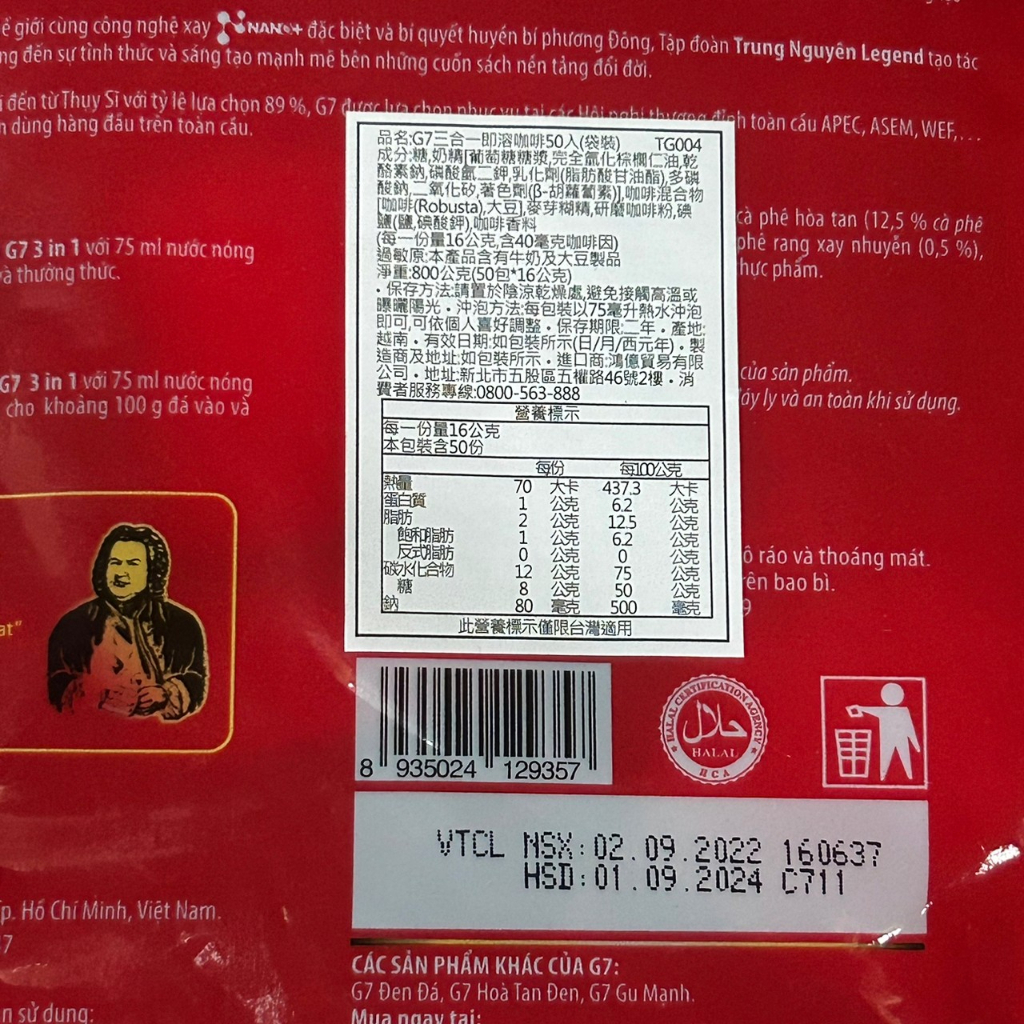 ế giới cùng công nghệ xay NANO+ đặc biệt và bí quyết huyền bí phương Đông, Tập đoàn Trung Nguyên Legend tạo tác
ng đến sự tỉnh thức và sáng tạo mạnh mẽ bên những cuốn sách nền tảng đổi đời.
i đến từ Thụy Sĩ với tỷ lệ lựa chọn 89 %, G7 được lựa chọn phục vụ tại các Hội nghị thượng đỉnh toàn cầu APEC, ASEM, WEF,...
n dùng hàng đầu trên toàn cầu.
品名:G7三合一即溶咖啡50入(袋裝) TG004
成分:糖,奶精[葡萄糖糖漿,完全氫化棕櫚仁油,乾
酪素鈉,磷酸氫二鉀,乳化劑(脂肪酸甘油酯),多磷
酸鈉,二氧化矽,著色劑(β-胡蘿蔔素)],咖啡混合物
[咖啡(Robusta),大豆],麥芽糊精,研磨咖啡粉,碘
鹽(鹽,碘酸鉀),咖啡香料
(每一份量16公克,含40毫克咖啡因)
過敏原:本產品含有牛奶及大豆製品
淨重:800公克(50包*16公克)
・保存方法:請置於陰涼乾燥處,避免接觸高溫或
曝曬陽光・沖泡方法:每包裝以75毫升熱水沖泡
即可,可依個人喜好調整・保存期限:二年・產地:
越南・有效日期:如包裝所示(日/月/西元年)・製
造商及地址:如包裝所示・進口商:鴻億貿易有限
公司・地址:新北市五股區五權路46號2樓・消
費者服務專線:0800-563-888
營養標示
每一份量16公克
本包裝含50份
每份 每100公克
熱量 70 大卡 437.3 大卡
蛋白質 1 公克 6.2 公克
脂肪 2 公克 12.5 公克
飽和脂肪 1 公克 6.2 公克
反式脂肪 0 公克 0 公克
碳水化合物 12 公克 75 公克
糖 8 公克 50 公克
鈉 80 毫克 500 毫克
此營養標示僅限台灣適用
cà phê hòa tan (12,5 % cà phê
phê rang xay nhuyễn (0,5 %),
hực phẩm.
G7 3 in 1 với 75 ml nước nóng
à thưởng thức.
của sản phẩm.
ấy ly và an toàn khi sử dụng.
G7 3 in 1 với 75 ml nước nóng
cho khoảng 100 g đá vào và
ô ráo và thoáng mát.
rên bao bì.
9
at"
8 935024 129357
HALAL CERTIFICATION AGENCY
حلال
HALAL
HCA
VTCL NSX:02.09.2022 160637
HSD:01.09.2024 C711
p. Hồ Chí Minh, Việt Nam.
7
CÁC SẢN PHẨM KHÁC CỦA G7:
G7 Đen Đá, G7 Hoà Tan Đen, G7 Gu Mạnh.
n sử dụng:
Mua ngay tại: